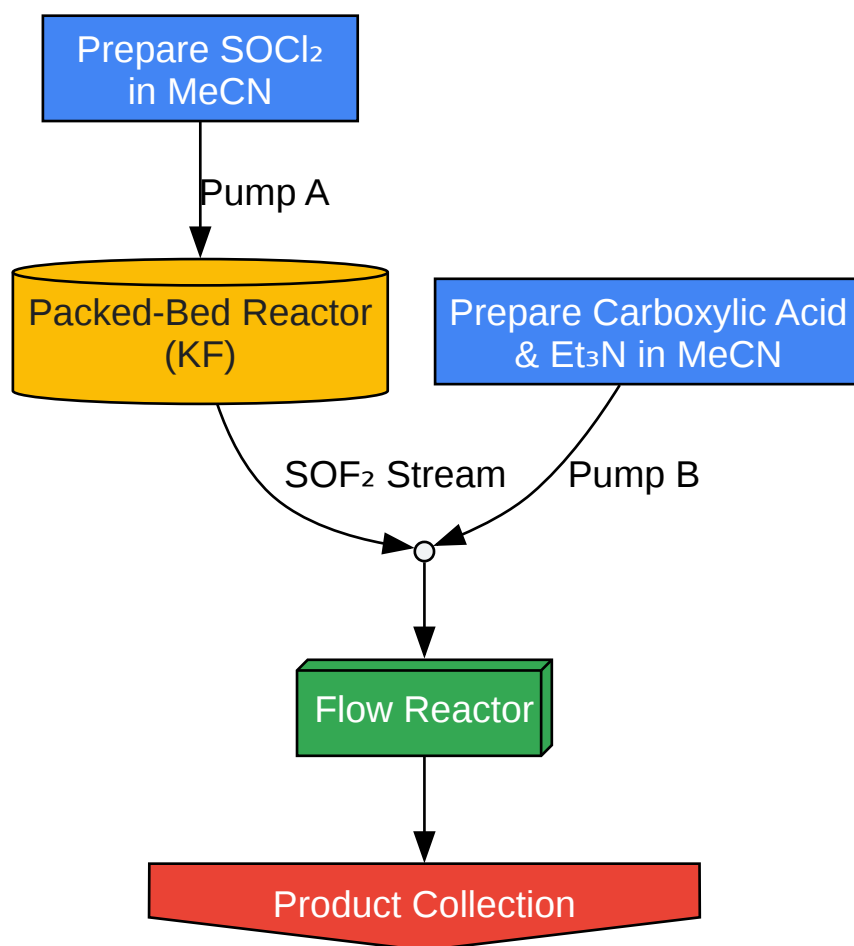 Prepare SOCl₂
in MeCN
Pump A
Packed-Bed Reactor
(KF)
Prepare Carboxylic Acid
& Et₃N in MeCN
SOF₂ Stream
Pump B
Flow Reactor
Product Collection